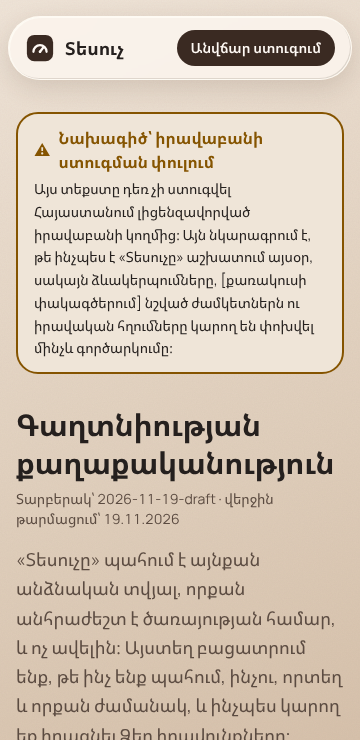 Տեսուչ
Անվճար ստուգում
Նախագիծ՝ իրավաբանի
ստուգման փուլում
Այս տեքստը դեռ չի ստուգվել
Հայաստանում լիցենզավորված
իրավաբանի կողմից: Այն նկարագրում է,
թե ինչպես է «Տեսուչը» աշխատում այսօր,
սակայն ձևակերպումները, [քառակուսի
փակագծերում] նշված ժամկետներն ու
իրավական հղումները կարող են փոխվել
մինչև գործարկումը:
Գաղտնիության
քաղաքականություն
Տարբերակ՝ 2026-11-19-draft · վերջին
թարմացում՝ 19.11.2026
«Տեսուչը» պահում է այնքան
անձնական տվյալ, որքան
անհրաժեշտ է ծառայության համար,
և ոչ ավելին: Այստեղ բացատրում
ենք, թե ինչ ենք պահում, ինչու, որտեղ
և որքան ժամանակ, և ինչպես կարող
եք իրացնել Ձեր իրավունքները: